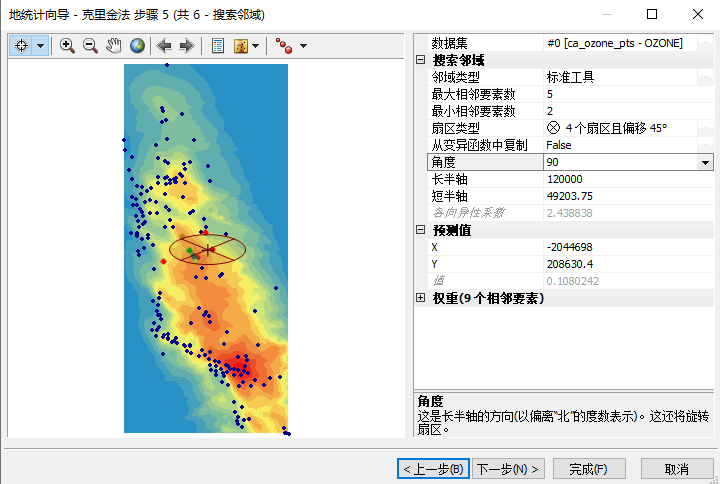 地统计向导 - 克里金法 步骤 5 (共 6 - 搜索邻域)
数据集 #0 [ca_ozone_pts - OZONE]
搜索邻域
邻域类型 标准工具
最大相邻要素数 5
最小相邻要素数 2
扇区类型 4 个扇区且偏移 45°
从变异函数中复制 False
角度 90
长半轴 120000
短半轴 49203.75
各向异性系数 2.438838
预测值
X -2044698
Y 208630.4
值 0.1080242
权重(9 个相邻要素)
角度
这是长半轴的方向(以偏离"北"的度数表示)。这还将旋转
扇区。
< 上一步(B) 下一步(N) > 完成(F) 取消